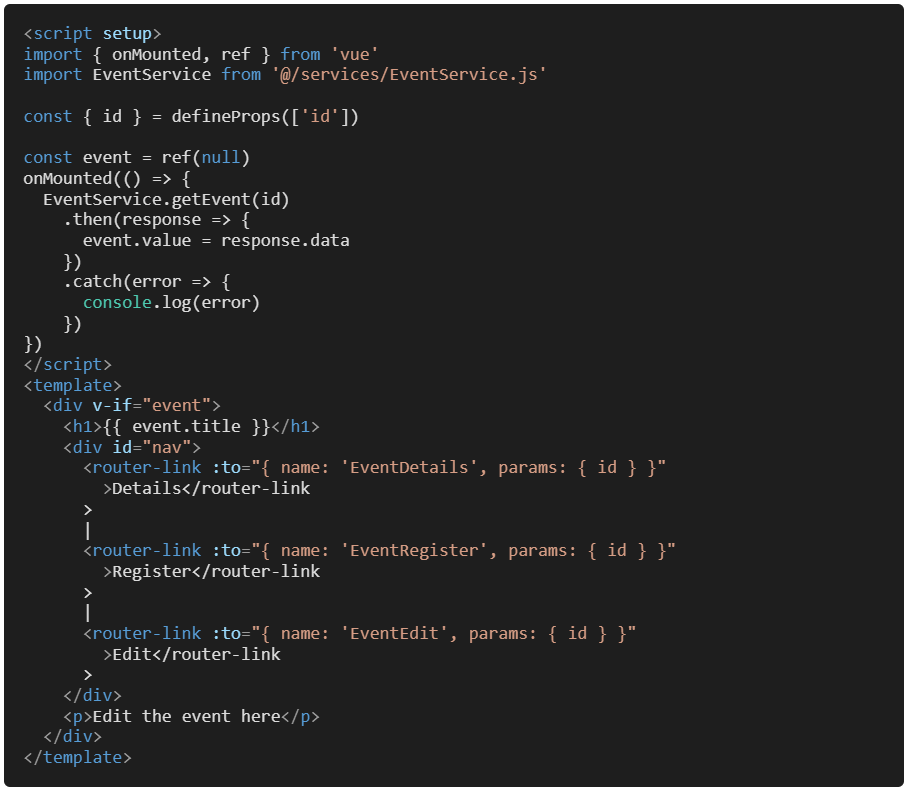 <script setup>
import { onMounted, ref } from 'vue'
import EventService from '@/services/EventService.js'

const { id } = defineProps(['id'])

const event = ref(null)
onMounted(() => {
  EventService.getEvent(id)
    .then(response => {
      event.value = response.data
    })
    .catch(error => {
      console.log(error)
    })
})
</script>
<template>
  <div v-if="event">
    <h1>{{ event.title }}</h1>
    <div id="nav">
      <router-link :to="{ name: 'EventDetails', params: { id } }"
        >Details</router-link
      >
      |
      <router-link :to="{ name: 'EventRegister', params: { id } }"
        >Register</router-link
      >
      |
      <router-link :to="{ name: 'EventEdit', params: { id } }"
        >Edit</router-link
      >
    </div>
    <p>Edit the event here</p>
  </div>
</template>